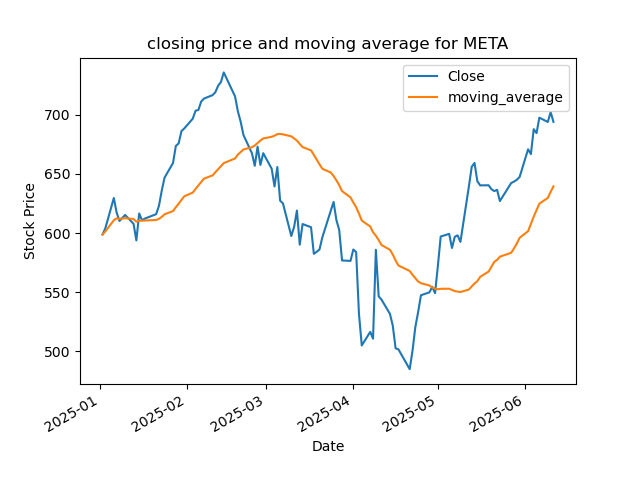 closing price and moving average for META
Close
moving_average
Stock Price
700
650
600
550
500
2025-01
2025-02
2025-03
2025-04
2025-05
2025-06
Date